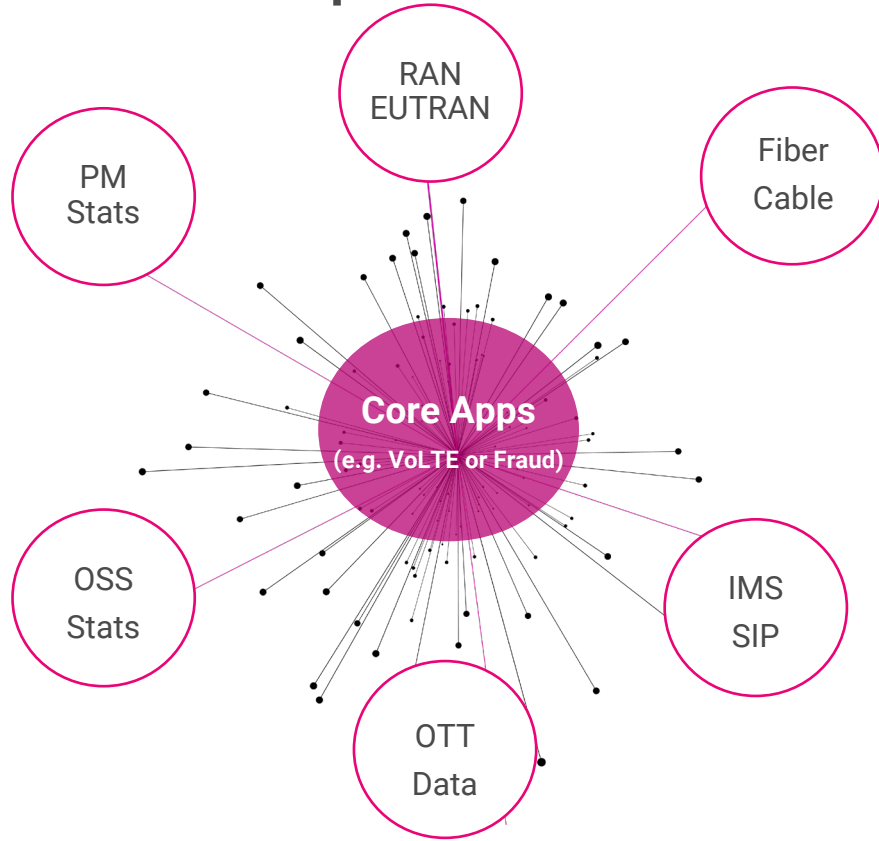 RAN
EUTRAN
Fiber
Cable
PM
Stats
Core Apps
(e.g. VoLTE or Fraud)
OSS
Stats
IMS
SIP
OTT
Data